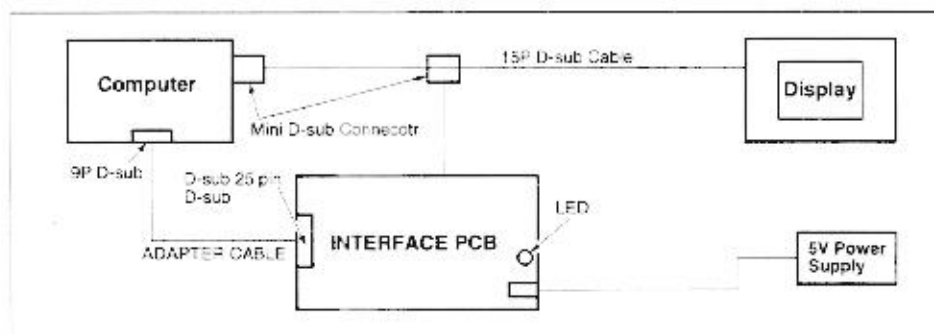 Computer
15P D-sub Cable
Display
Mini D-sub Connecotr
9P D-sub
D-sub 25 pin
D-sub
LED
INTERFACE PCB
ADAPTER CABLE
5V Power
Supply